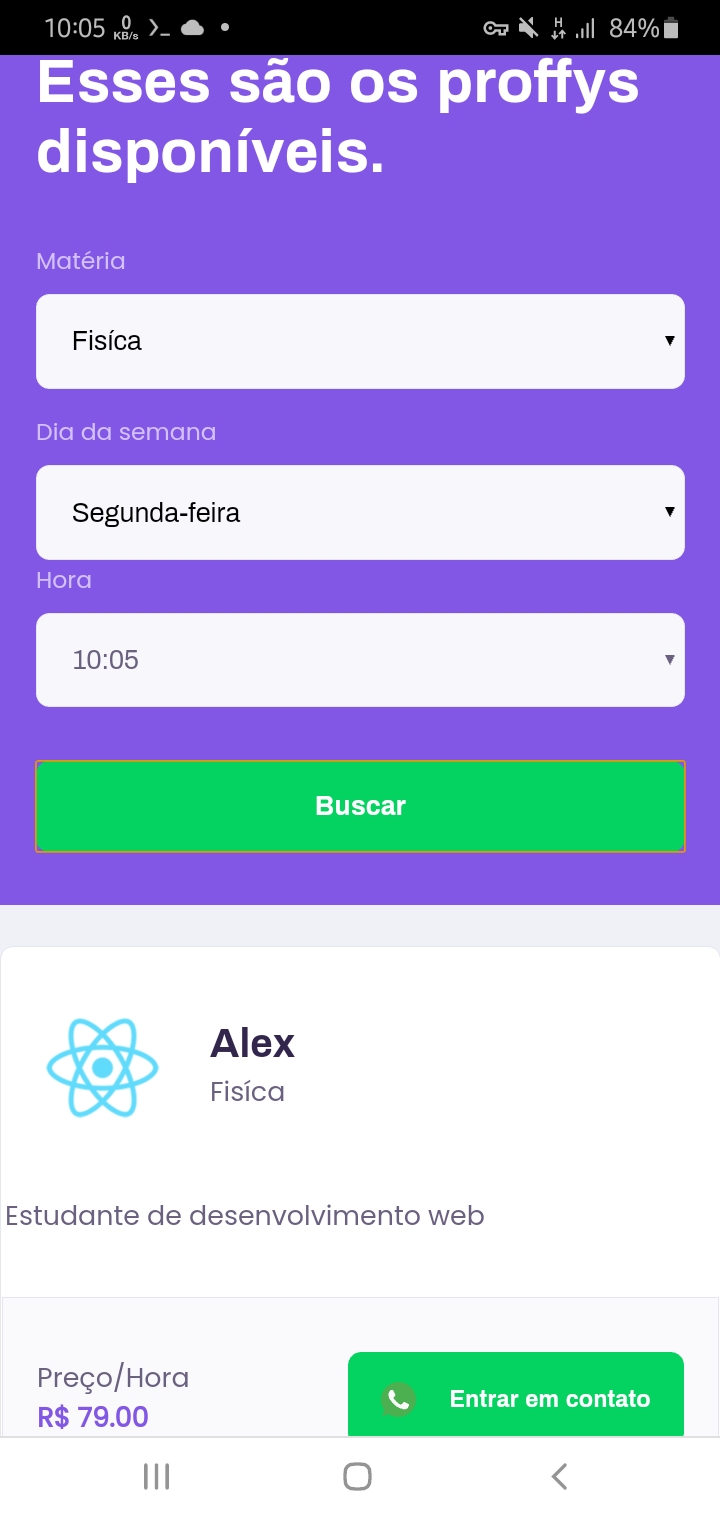 10:05 0 KB/s H 84%
Esses são os proffys
disponíveis.
Matéria
Fisíca
Dia da semana
Segunda-feira
Hora
10:05
Buscar
Alex
Fisíca
Estudante de desenvolvimento web
Preço/Hora
R$ 79.00
Entrar em contato